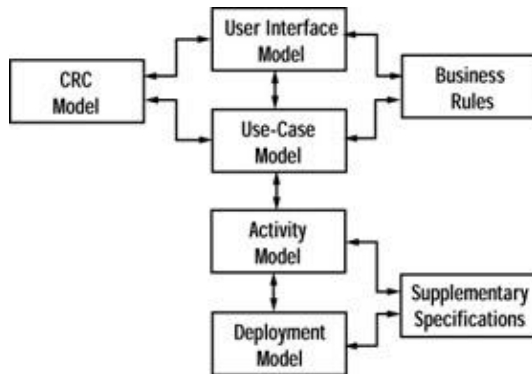 User Interface
Model
CRC
Model
Business
Rules
Use-Case
Model
Activity
Model
Supplementary
Specifications
Deployment
Model